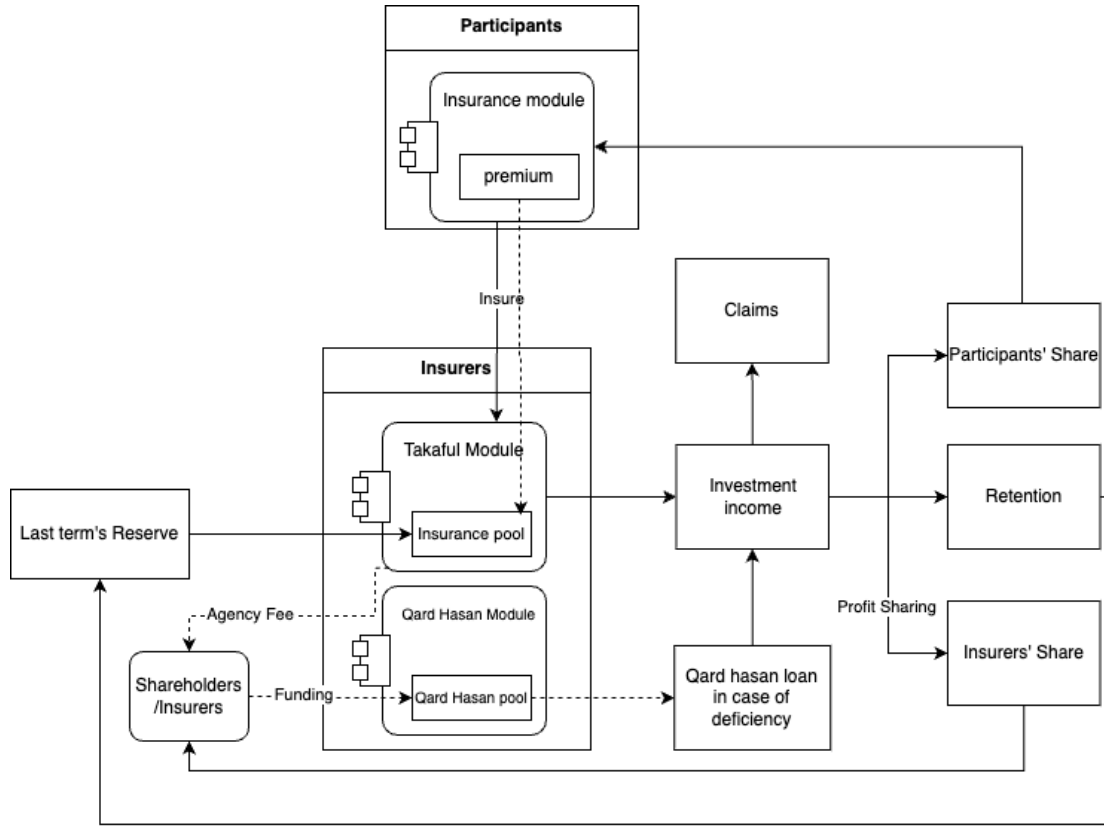 Participants
Insurance module
premium
Insure
Claims
Participants' Share
Insurers
Takaful Module
Investment
income
Retention
Last term's Reserve
Insurance pool
Agency Fee
Qard Hasan Module
Profit Sharing
Insurers' Share
Shareholders
/Insurers
Funding
Qard Hasan pool
Qard hasan loan
in case of
deficiency